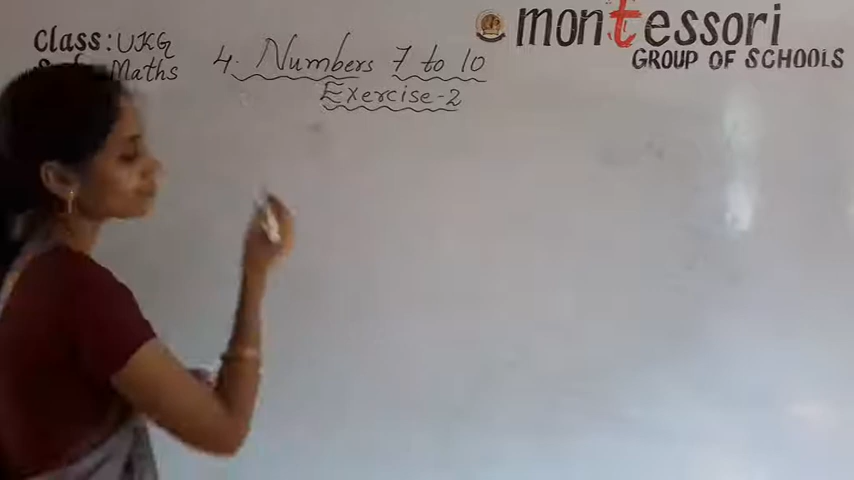 montessori
GROUP OF SCHOOLS
Class: UKG
Maths
4. Numbers 7 to 10
Exercise-2